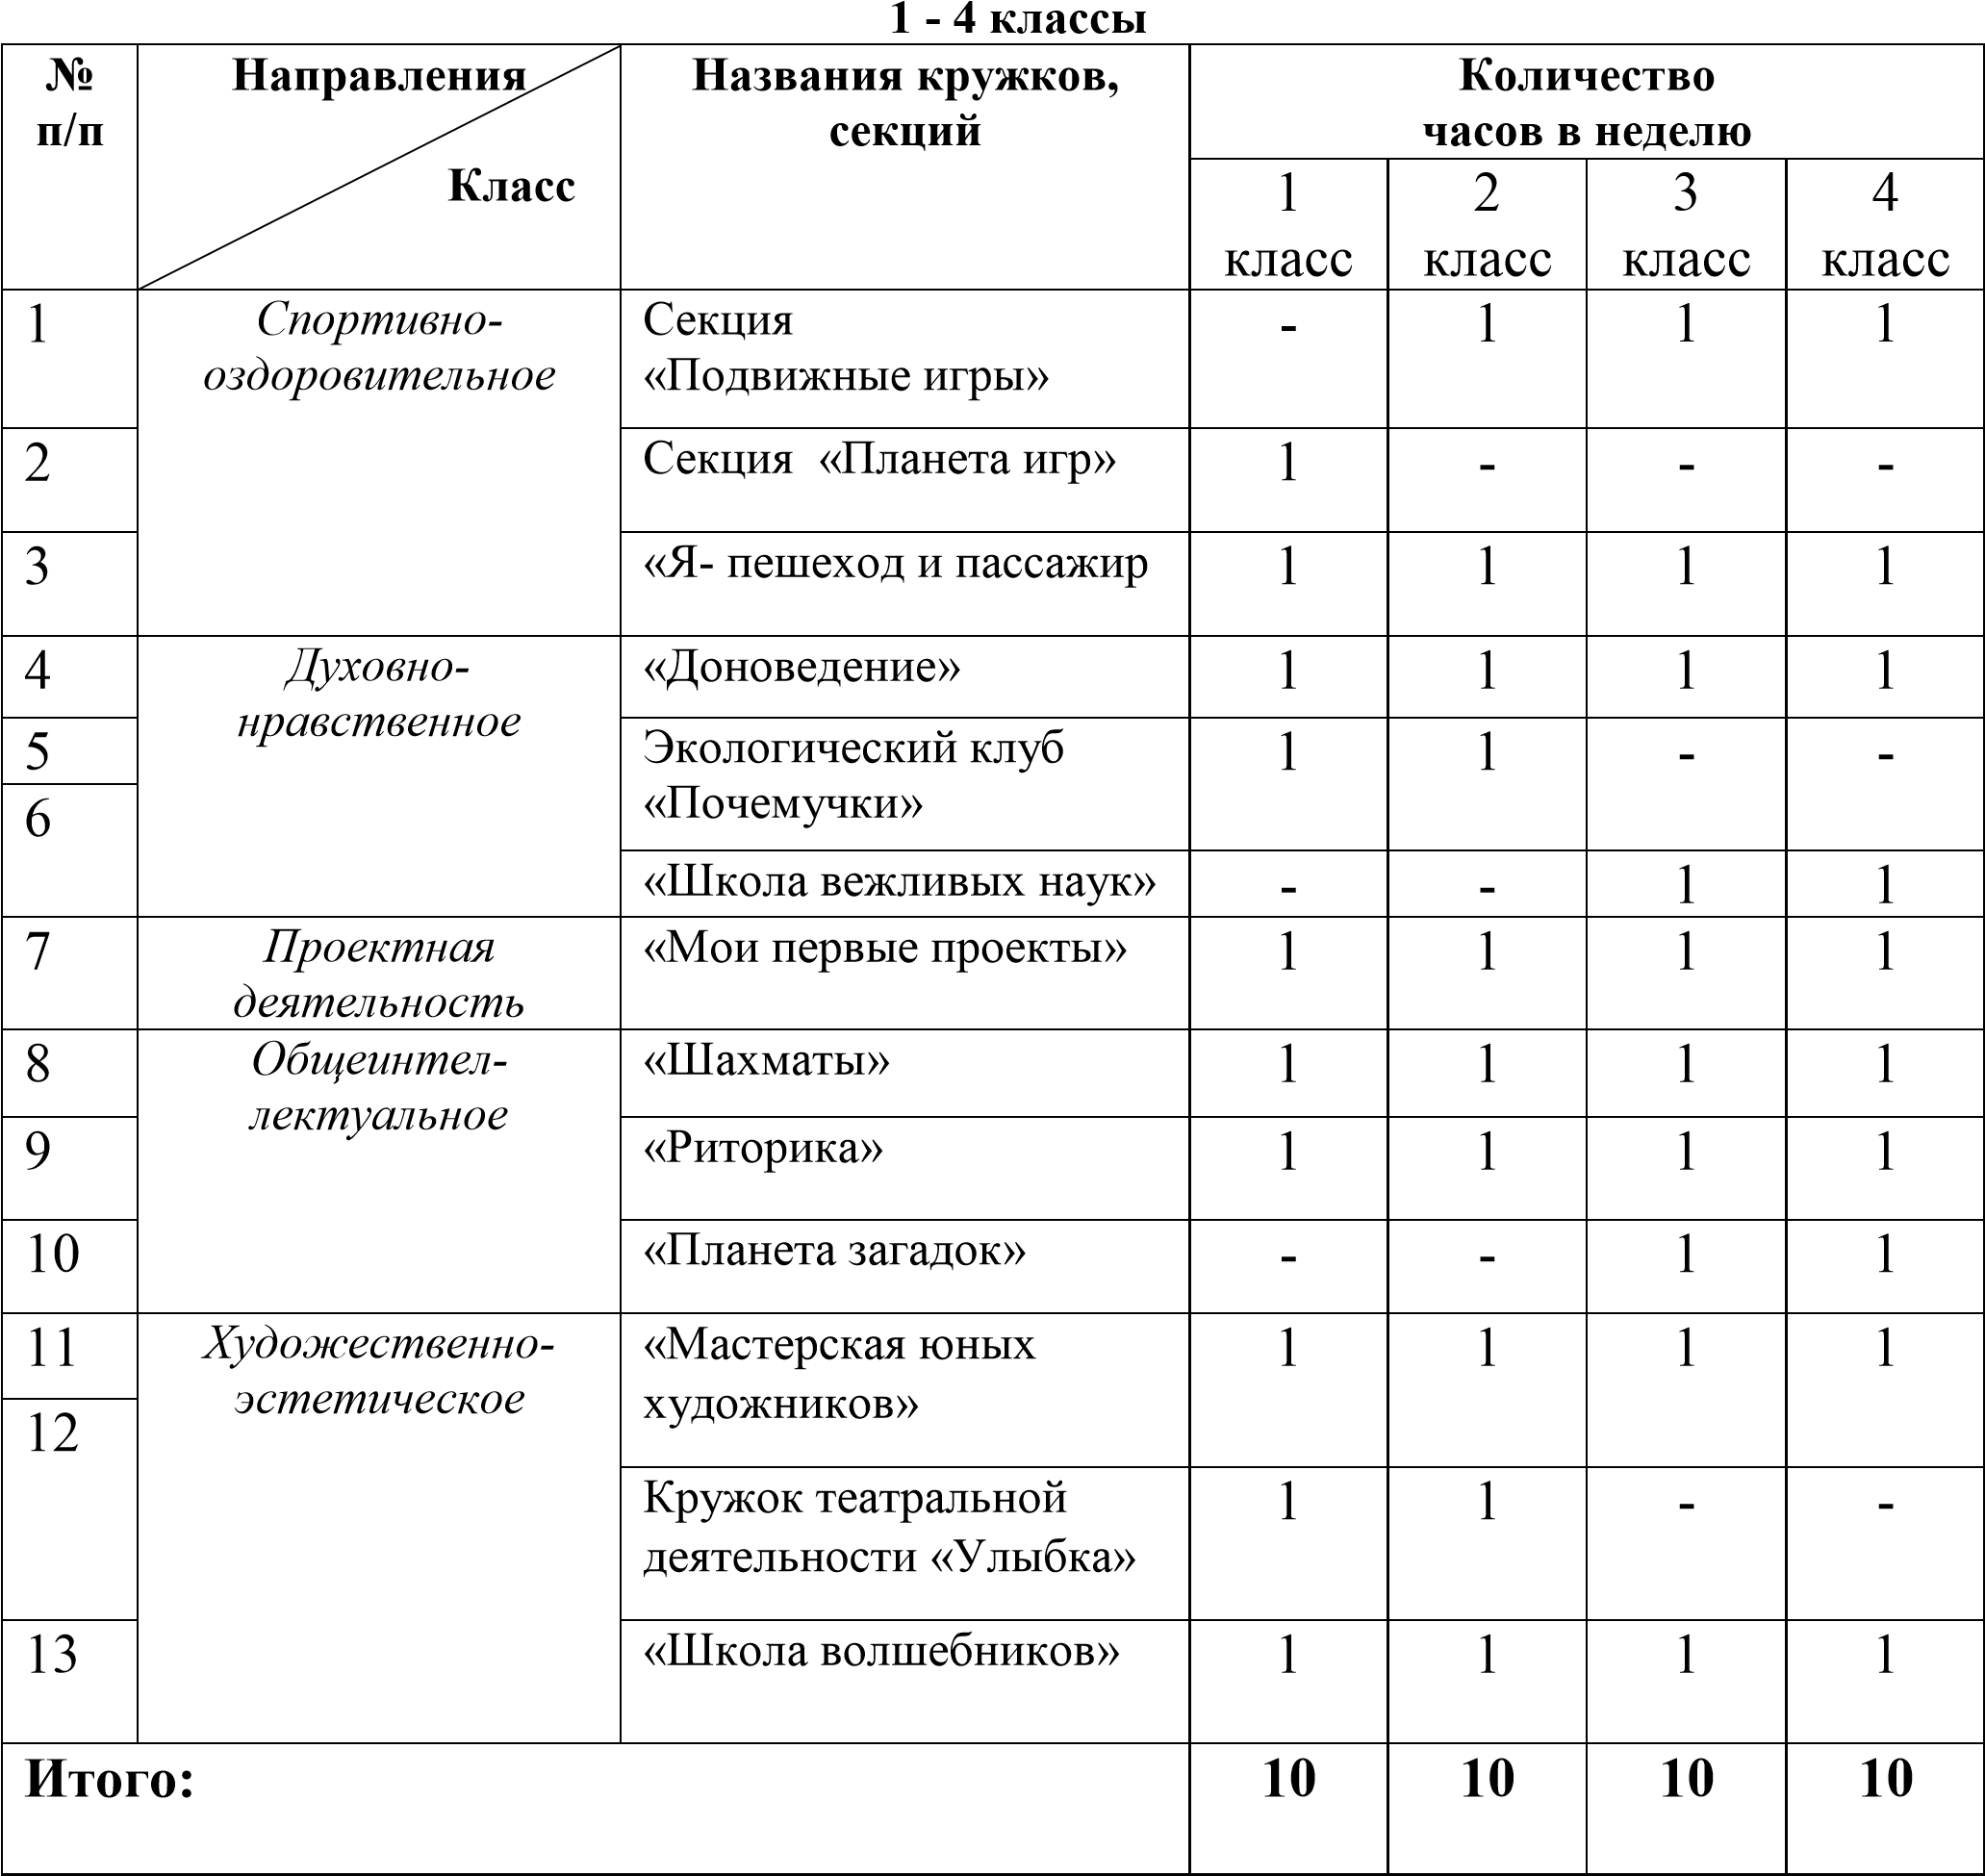 1 - 4 классы
№ Направления Названия кружков, Количество
п/п секций часов в неделю
Класс 1 2 3 4
класс класс класс класс
1 Спортивно- Секция - 1 1 1
оздоровительное «Подвижные игры»
2 Секция «Планета игр» 1 - - -
3 «Я- пешеход и пассажир 1 1 1 1
4 Духовно- «Доноведение» 1 1 1 1
нравственное
5 Экологический клуб 1 1 - -
6 «Почемучки»
«Школа вежливых наук» - - 1 1
7 Проектная «Мои первые проекты» 1 1 1 1
деятельность
8 Общеинтел- «Шахматы» 1 1 1 1
лектуальное
9 «Риторика» 1 1 1 1
10 «Планета загадок» - - 1 1
11 Художественно- «Мастерская юных 1 1 1 1
эстетическое художников»
12
Кружок театральной 1 1 - -
деятельности «Улыбка»
13 «Школа волшебников» 1 1 1 1
Итого: 10 10 10 10